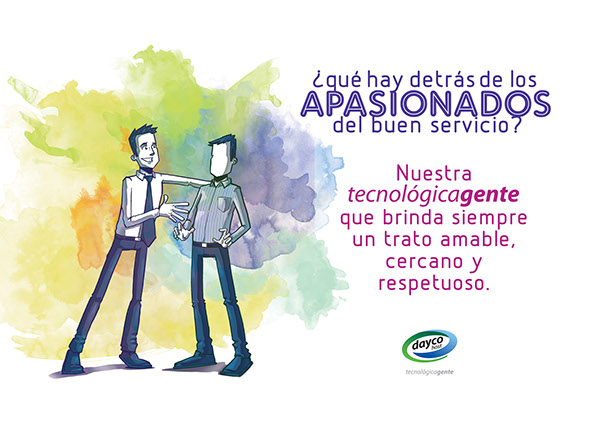 ¿qué hay detrás de los
APASIONADOS
del buen servicio?
Nuestra
tecnológicagente
que brinda siempre
un trato amable,
cercano y
respetuoso.
dayco
host
tecnológicagente